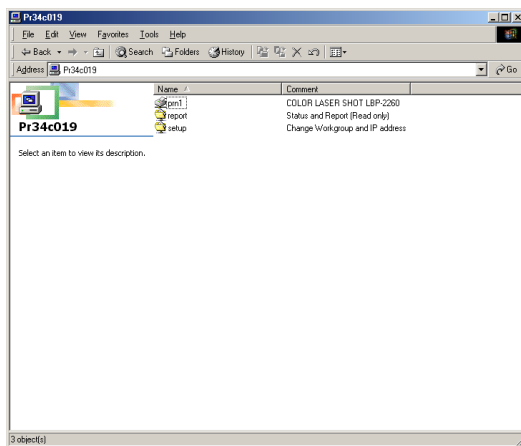 Pr34c019
File Edit View Favorites Tools Help
Back Search Folders History
Address Pr34c019 Go
Name Comment
prn1 COLOR LASER SHOT LBP-2260
report Status and Report (Read only)
setup Change Workgroup and IP address
Pr34c019
Select an item to view its description.
3 object(s)